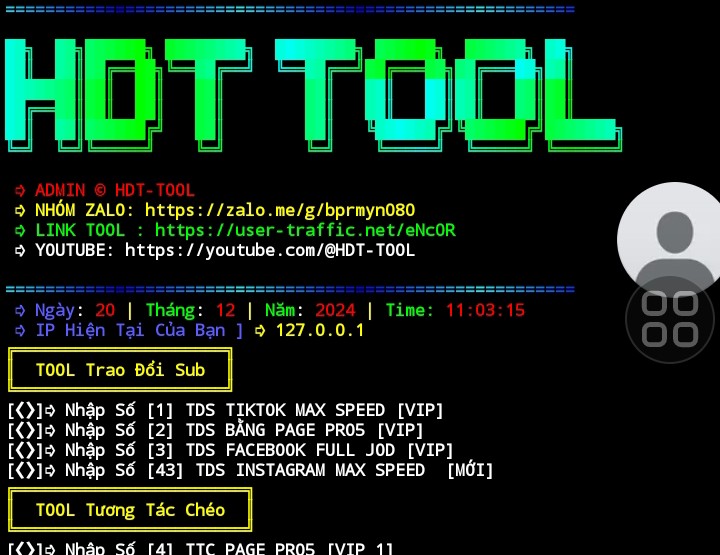 HDT TOOL
➩ ADMIN © HDT-TOOL
➩ NHÓM ZALO: https://zalo.me/g/bprmyn080
➩ LINK TOOL : https://user-traffic.net/eNcOR
➩ YOUTUBE: https://youtube.com/@HDT-TOOL
➩ Ngày: 20 | Tháng: 12 | Năm: 2024 | Time: 11:03:15
➩ IP Hiện Tại Của Bạn ] ➩ 127.0.0.1
TOOL Trao Đổi Sub
[❮❯]➩ Nhập Số [1] TDS TIKTOK MAX SPEED [VIP]
[❮❯]➩ Nhập Số [2] TDS BẰNG PAGE PRO5 [VIP]
[❮❯]➩ Nhập Số [3] TDS FACEBOOK FULL JOD [VIP]
[❮❯]➩ Nhập Số [43] TDS INSTAGRAM MAX SPEED [MỚI]
TOOL Tương Tác Chéo
[❮❯]➩ Nhập Số [4] TTC PAGE PRO5 [VIP 1]